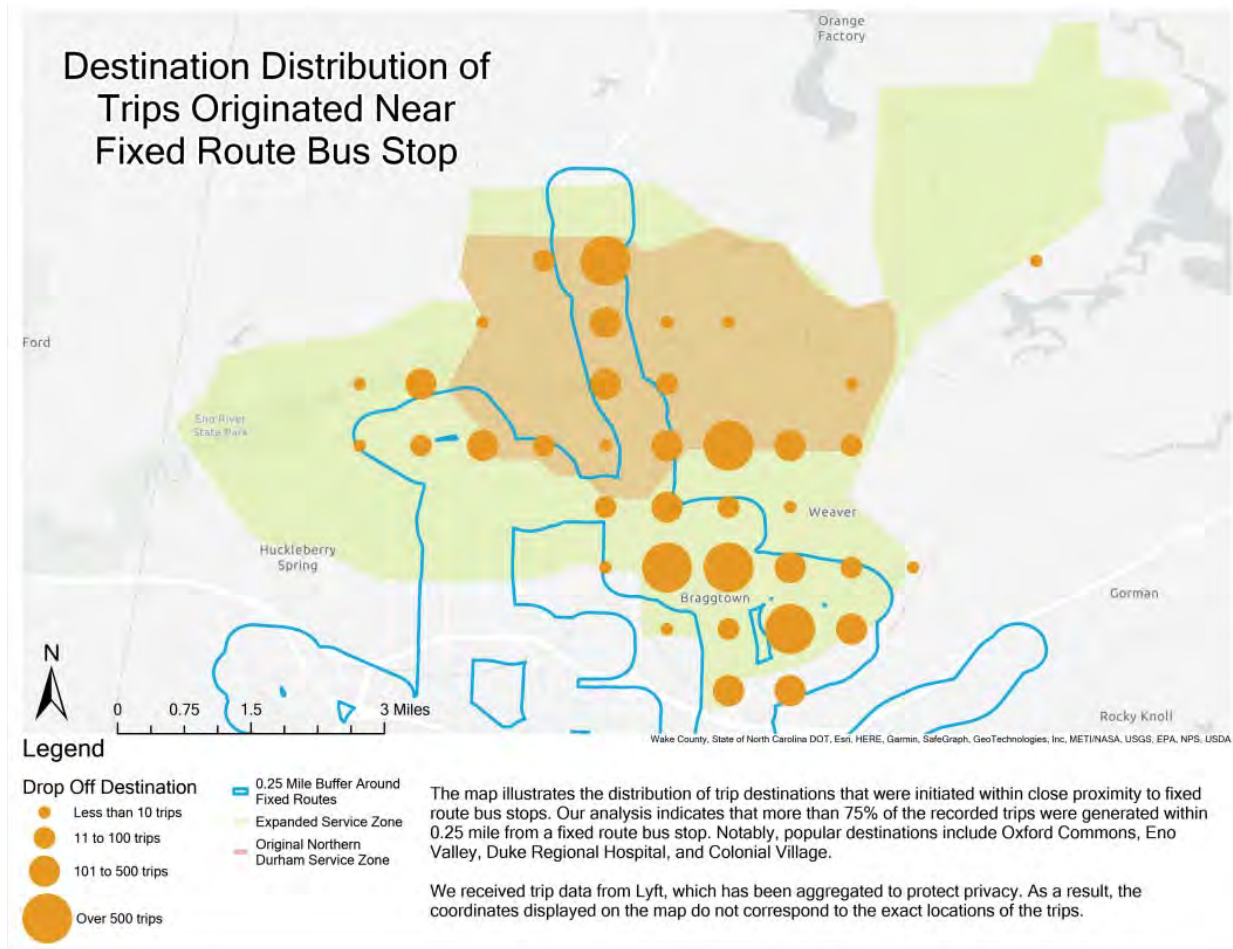 Orange
Factory
Destination Distribution of
Trips Originated Near
Fixed Route Bus Stop
Ford
Eno River
State Park
Weaver
Huckleberry
Spring
Braggtown
Gorman
N
0 0.75 1.5 3 Miles
Rocky Knoll
Wake County, State of North Carolina DOT, Esri, HERE, Garmin, SafeGraph, GeoTechnologies, Inc, METI/NASA, USGS, EPA, NPS, USDA
Legend
Drop Off Destination
Less than 10 trips
11 to 100 trips
101 to 500 trips
Over 500 trips
0.25 Mile Buffer Around
Fixed Routes
Expanded Service Zone
Original Northern
Durham Service Zone
The map illustrates the distribution of trip destinations that were initiated within close proximity to fixed
route bus stops. Our analysis indicates that more than 75% of the recorded trips were generated within
0.25 mile from a fixed route bus stop. Notably, popular destinations include Oxford Commons, Eno
Valley, Duke Regional Hospital, and Colonial Village.
We received trip data from Lyft, which has been aggregated to protect privacy. As a result, the
coordinates displayed on the map do not correspond to the exact locations of the trips.